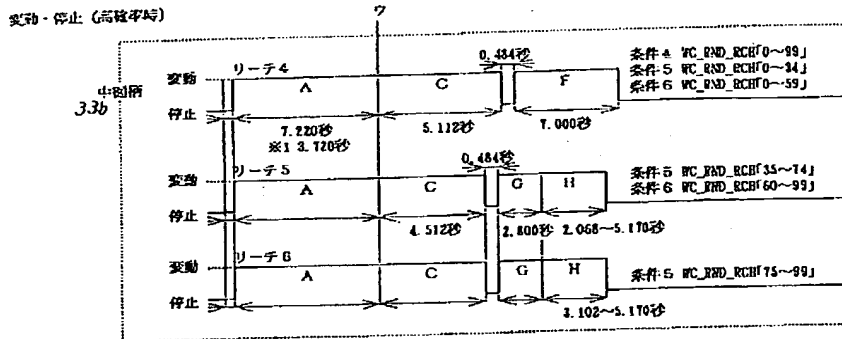 変動・停止（高確率時）
ウ
0.484秒
条件4 WC_RND_RCH「0～99」
条件5 WC_RND_RCH「0～34」
条件6 WC_RND_RCH「0～59」
リーチ4
中図柄
33b
変動
A
C
F
停止
7.220秒
※1 3.720秒
5.112秒
7.000秒
0.484秒
リーチ5
変動
A
C
G
H
条件5 WC_RND_RCH「35～74」
条件6 WC_RND_RCH「60～99」
停止
4.512秒
2.800秒
2.068～5.170秒
リーチ6
変動
A
C
G
H
条件5 WC_RND_RCH「75～99」
停止
3.102～5.170秒